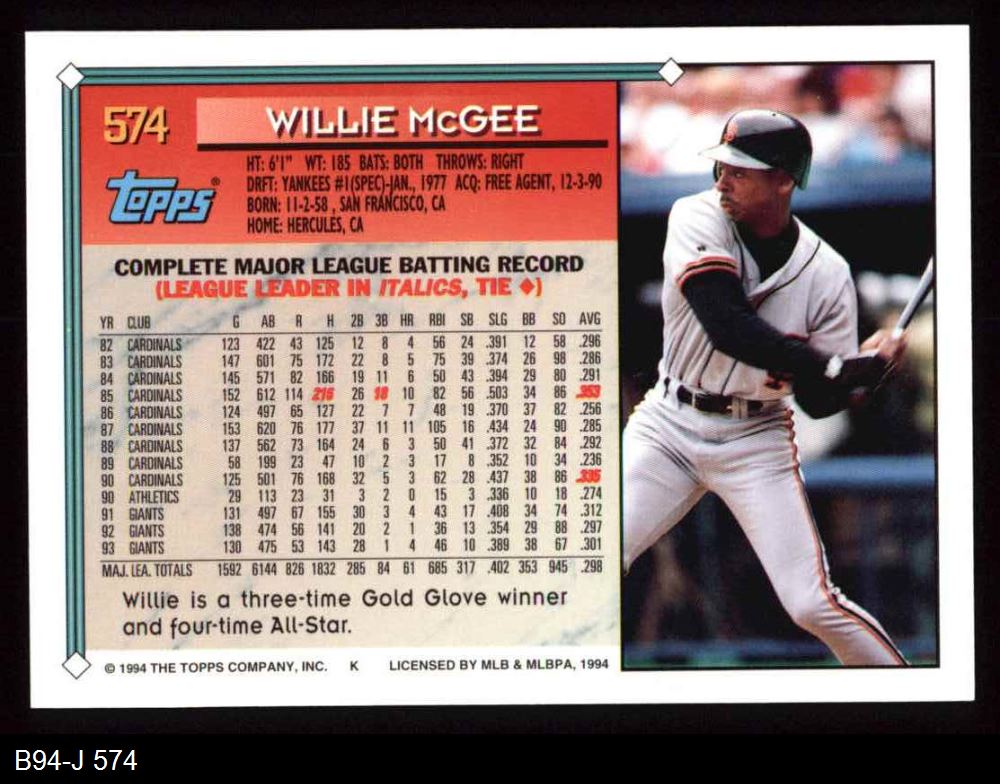 574
WILLIE McGEE
TOPPS®
HT: 6'1" WT: 185 BATS: BOTH THROWS: RIGHT
DRFT: YANKEES #1(SPEC)-JAN., 1977 ACQ: FREE AGENT, 12-3-90
BORN: 11-2-58 , SAN FRANCISCO, CA
HOME: HERCULES, CA
COMPLETE MAJOR LEAGUE BATTING RECORD
(LEAGUE LEADER IN ITALICS, TIE ♦)
YR CLUB G AB R H 2B 3B HR RBI SB SLG BB SO AVG
82 CARDINALS 123 422 43 125 12 8 4 56 24 .391 12 58 .296
83 CARDINALS 147 601 75 172 22 8 5 75 39 .374 26 98 .286
84 CARDINALS 145 571 82 166 19 11 6 50 43 .394 29 80 .291
85 CARDINALS 152 612 114 216 26 18 10 82 56 .503 34 86 .353
86 CARDINALS 124 497 65 127 22 7 7 48 19 .370 37 82 .256
87 CARDINALS 153 620 76 177 37 11 11 105 16 .434 24 90 .285
88 CARDINALS 137 562 73 164 24 6 3 50 41 .372 32 84 .292
89 CARDINALS 58 199 23 47 10 2 3 17 8 .352 10 34 .236
90 CARDINALS 125 501 76 168 32 5 3 62 28 .437 38 86 .335
90 ATHLETICS 29 113 23 31 3 2 0 15 3 .336 10 18 .274
91 GIANTS 131 497 67 155 30 3 4 43 17 .408 34 74 .312
92 GIANTS 138 474 56 141 20 2 1 36 13 .354 29 88 .297
93 GIANTS 130 475 53 143 28 1 4 46 10 .389 38 67 .301
MAJ. LEA. TOTALS 1592 6144 826 1832 285 84 61 685 317 .402 353 945 .298
Willie is a three-time Gold Glove winner
and four-time All-Star.
© 1994 THE TOPPS COMPANY, INC. K LICENSED BY MLB & MLBPA, 1994
B94-J 574